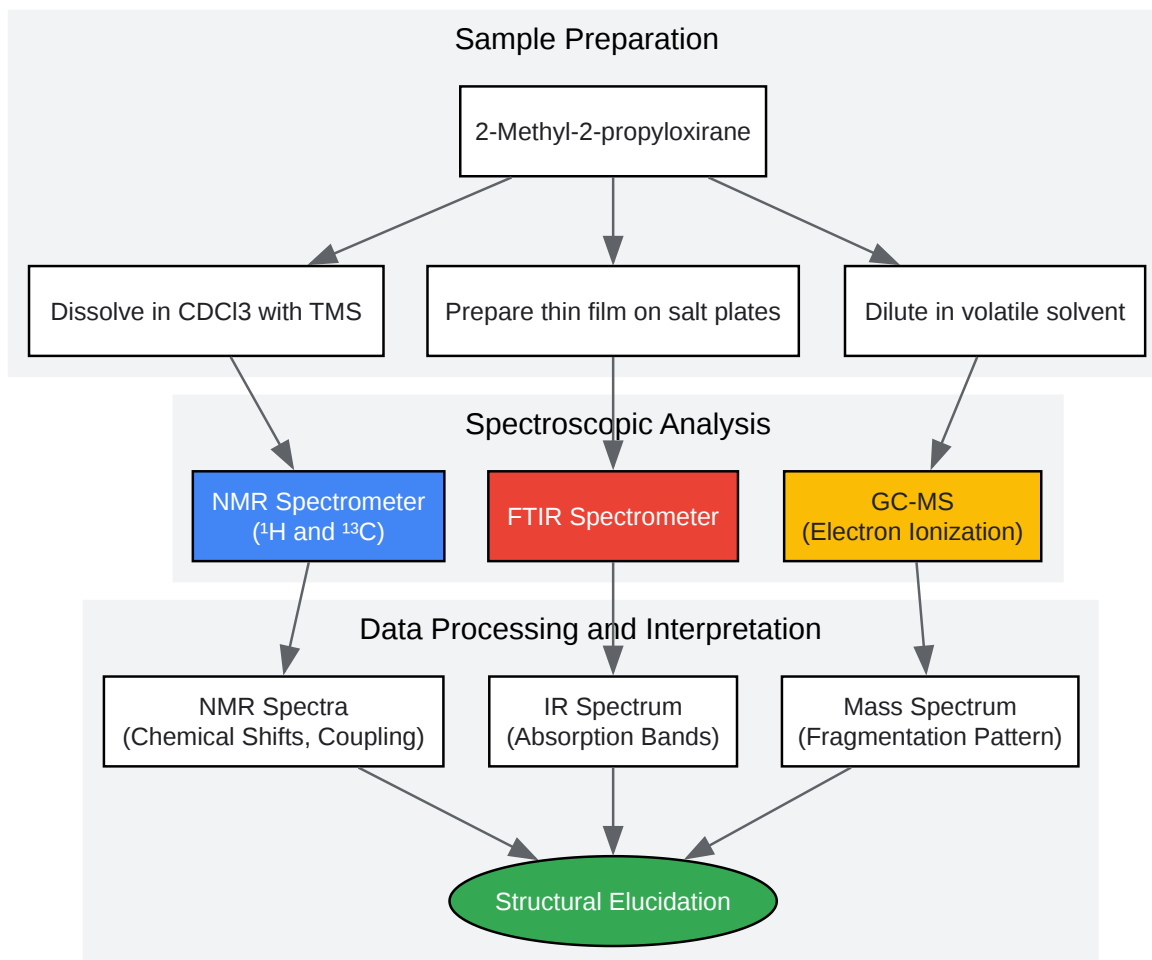 Sample Preparation
2-Methyl-2-propyloxirane
Dissolve in CDCl3 with TMS
Prepare thin film on salt plates
Dilute in volatile solvent
Spectroscopic Analysis
NMR Spectrometer
(¹H and ¹³C)
FTIR Spectrometer
GC-MS
(Electron Ionization)
Data Processing and Interpretation
NMR Spectra
(Chemical Shifts, Coupling)
IR Spectrum
(Absorption Bands)
Mass Spectrum
(Fragmentation Pattern)
Structural Elucidation